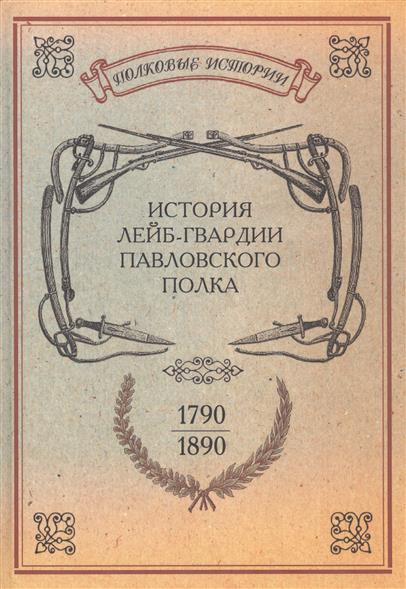 ПОЛКОВЫЕ ИСТОРИИ
ИСТОРИЯ
ЛЕЙБ-ГВАРДИИ
ПАВЛОВСКОГО
ПОЛКА
1790
1890